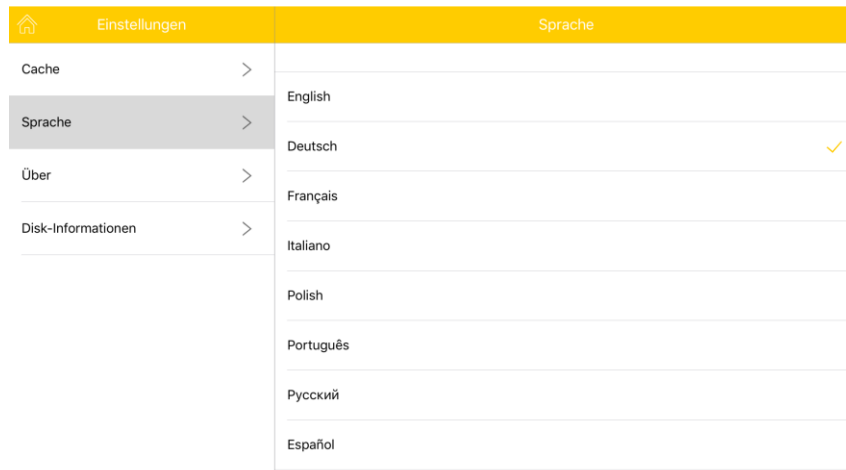 Einstellungen
Cache
Sprache
Über
Disk-Informationen
Sprache
English
Deutsch
Français
Italiano
Polish
Português
Русский
Español